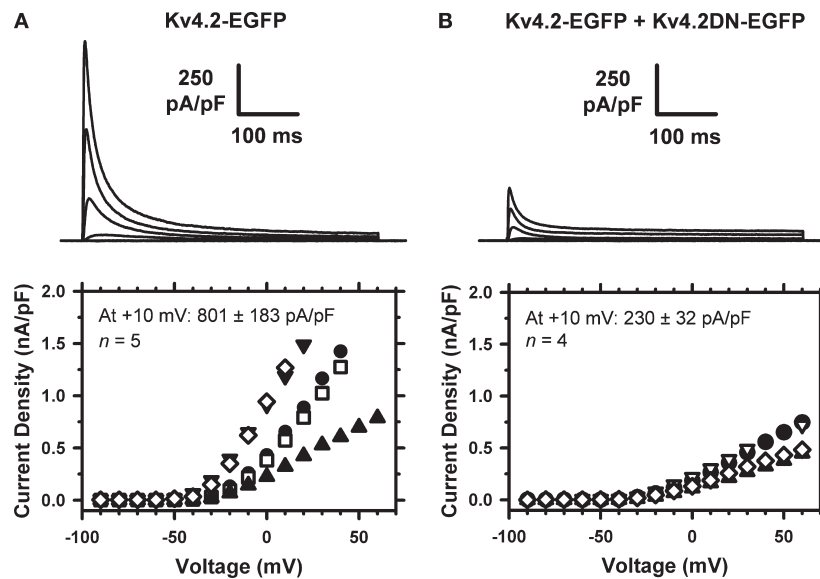 A
Kv4.2-EGFP
250
pA/pF
100 ms
Current Density (nA/pF)
2.0
1.5
1.0
0.5
0.0
At +10 mV: 801 ± 183 pA/pF
n = 5
-100
-50
0
50
Voltage (mV)
B
Kv4.2-EGFP + Kv4.2DN-EGFP
250
pA/pF
100 ms
Current Density (nA/pF)
2.0
1.5
1.0
0.5
0.0
At +10 mV: 230 ± 32 pA/pF
n = 4
-100
-50
0
50
Voltage (mV)